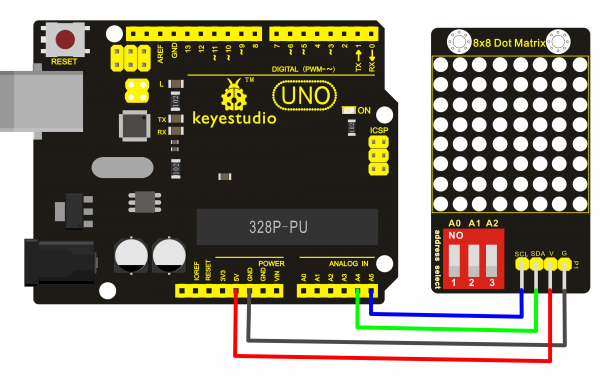 RESET
AREF
GND
13
12
~11
~10
~9
8
7
~6
~5
4
~3
2
TX→1
RX←0
DIGITAL (PWM~)
L
TX
RX
102
102
TM
keyestudio
UNO
ON
102
ICSP
328P-PU
POWER
ANALOG IN
IOREF
RESET
3V3
5V
GND
GND
VIN
A0
A1
A2
A3
A4
A5
8x8 Dot Matrix
A0 A1 A2
address select
NO
1 2 3
SCL SDA V G
P1